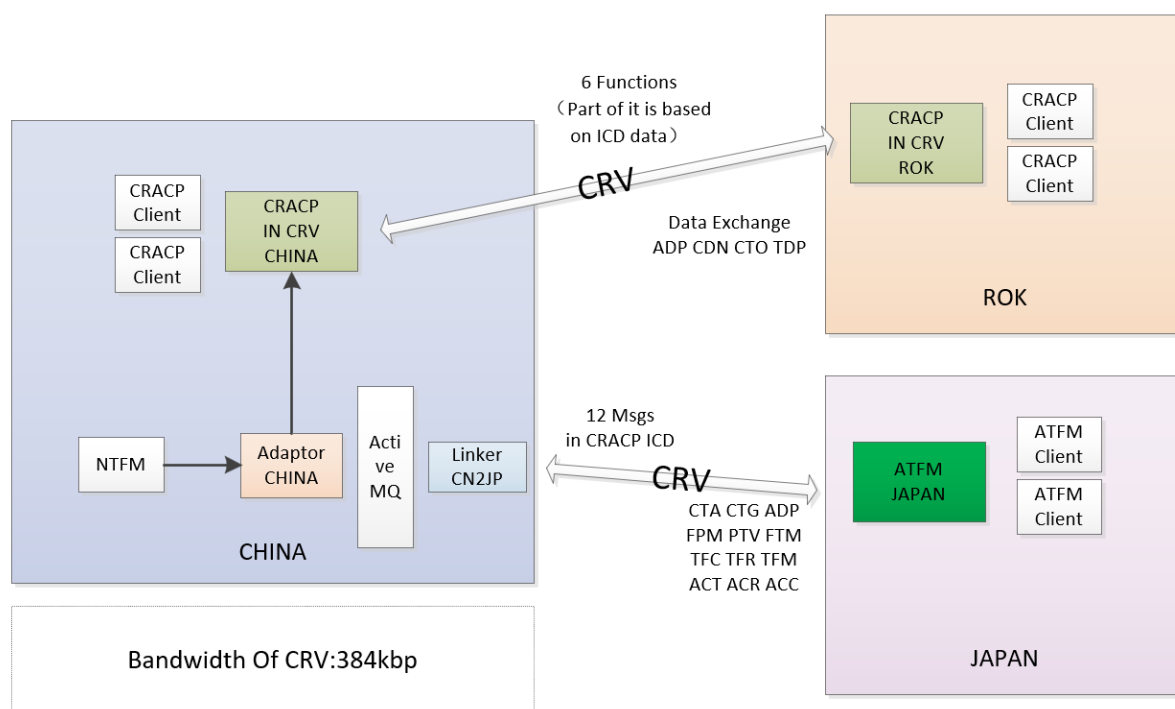 6 Functions
（Part of it is based
on ICD data）
CRV
Data Exchange
ADP CDN CTO TDP
CRACP
Client
CRACP
Client
CRACP
IN CRV
CHINA
NTFM
Adaptor
CHINA
Acti
ve
MQ
Linker
CN2JP
CHINA
CRACP
IN CRV
ROK
CRACP
Client
CRACP
Client
ROK
12 Msgs
in CRACP ICD
CRV
CTA CTG ADP
FPM PTV FTM
TFC TFR TFM
ACT ACR ACC
ATFM
JAPAN
ATFM
Client
ATFM
Client
JAPAN
Bandwidth Of CRV:384kbp